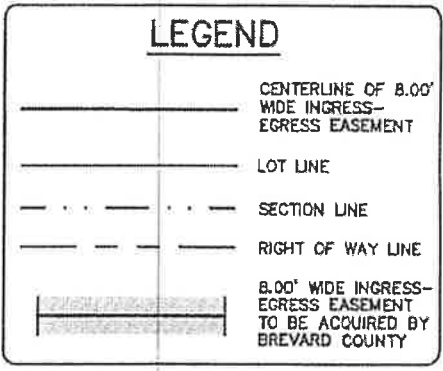 LEGEND
CENTERLINE OF 8.00'
WIDE INGRESS-
EGRESS EASEMENT
LOT LINE
SECTION LINE
RIGHT OF WAY LINE
8.00' WIDE INGRESS-
EGRESS EASEMENT
TO BE ACQUIRED BY
BREVARD COUNTY